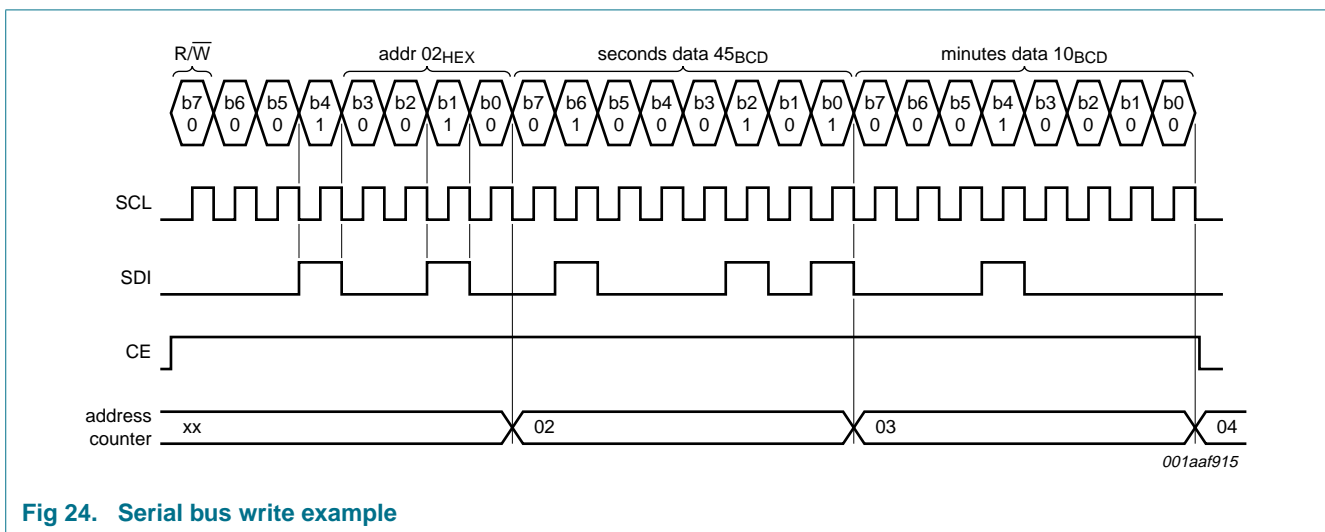 R/W̅ addr 02HEX seconds data 45BCD minutes data 10BCD
b7 b6 b5 b4 b3 b2 b1 b0 b7 b6 b5 b4 b3 b2 b1 b0 b7 b6 b5 b4 b3 b2 b1 b0
0 0 0 1 0 0 1 0 0 1 0 0 0 1 0 1 0 0 0 1 0 0 0 0
SCL
SDI
CE
address
counter
xx 02 03 04
001aaf915
Fig 24. Serial bus write example